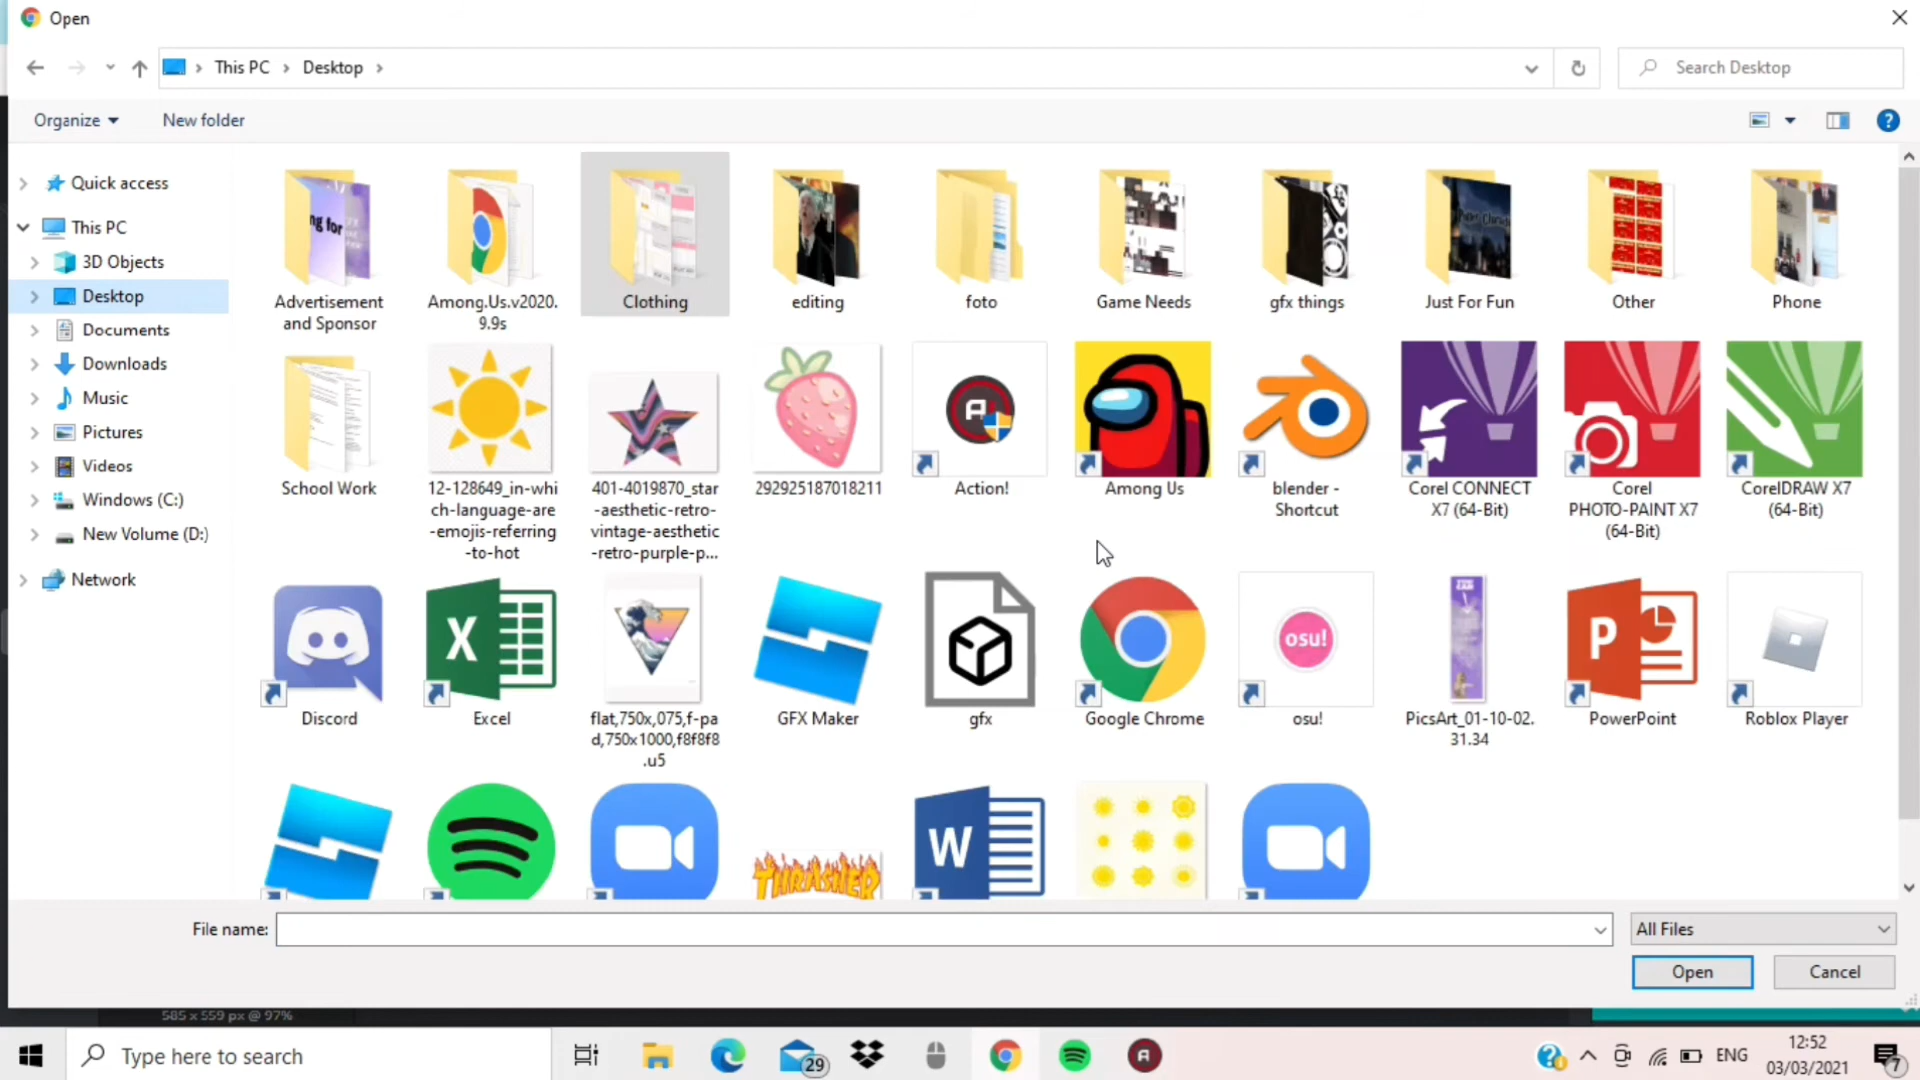 Open
This PC
Desktop
Search Desktop
Organize
New folder
Quick access
This PC
3D Objects
Desktop
Documents
Downloads
Music
Pictures
Videos
Windows (C:)
New Volume (D:)
Network
Advertisement
and Sponsor
Among.Us.v2020.
9.9s
Clothing
editing
foto
Game Needs
gfx things
Just For Fun
Other
Phone
School Work
12-128649_in-whi
ch-language-are
-emojis-referring
-to-hot
401-4019870_star
-aesthetic-retro-
vintage-aesthetic
-retro-purple-p...
292925187018211
Action!
Among Us
blender -
Shortcut
Corel CONNECT
X7 (64-Bit)
Corel
PHOTO-PAINT X7
(64-Bit)
CorelDRAW X7
(64-Bit)
Discord
Excel
flat,750x,075,f-pa
d,750x1000,f8f8f8
.u5
GFX Maker
gfx
Google Chrome
osu!
osu!
PicsArt_01-10-02.
31.34
PowerPoint
Roblox Player
THRASHER
W
File name:
All Files
Open
Cancel
585 x 559 px @ 97%
Type here to search
29
ENG
12:52
03/03/2021
7